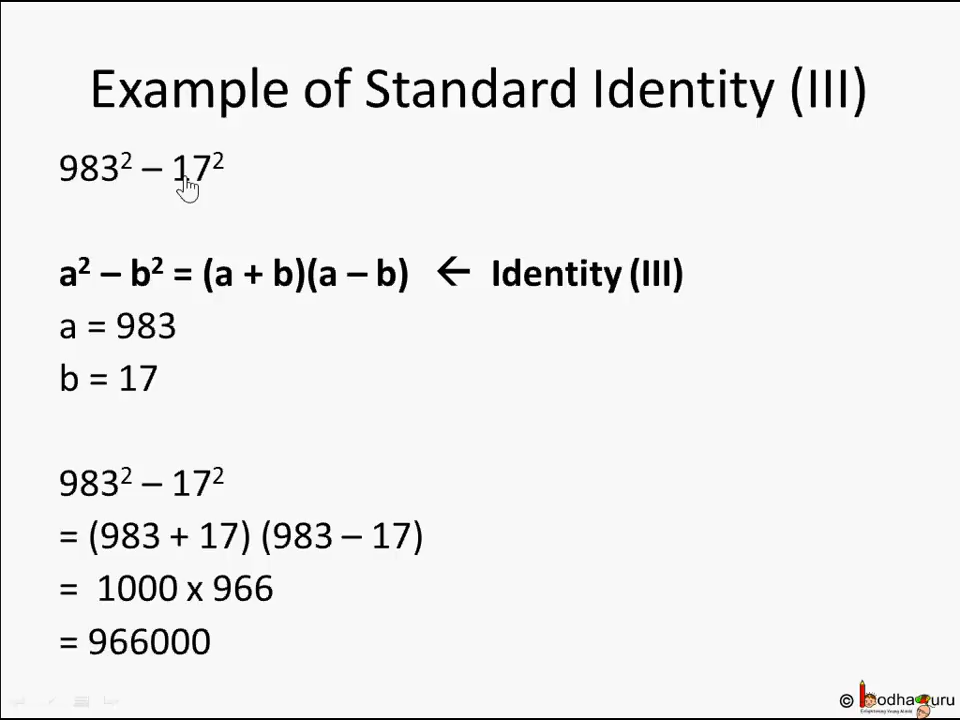 Example of Standard Identity (III)
983² – 17²
a² – b² = (a + b)(a – b) ← Identity (III)
a = 983
b = 17
983² – 17²
= (983 + 17) (983 – 17)
= 1000 x 966
= 966000
© bodhaguru